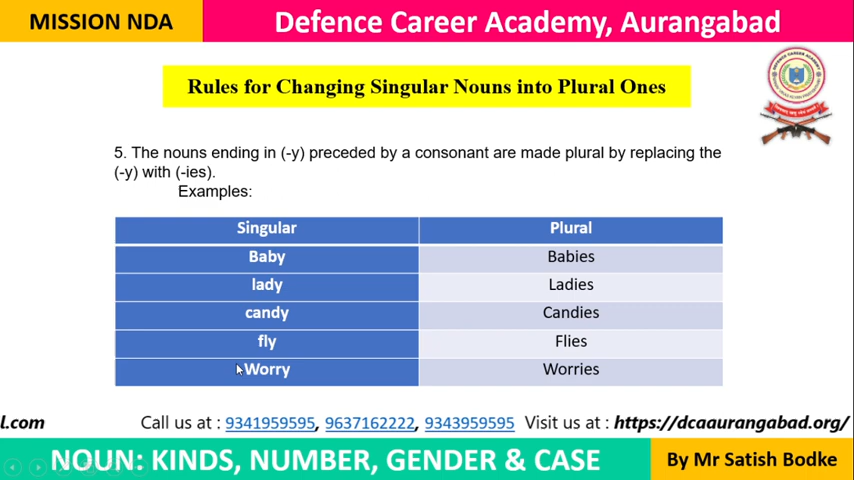 MISSION NDA
Defence Career Academy, Aurangabad
Rules for Changing Singular Nouns into Plural Ones
5. The nouns ending in (-y) preceded by a consonant are made plural by replacing the
(-y) with (-ies).
Examples:
Singular Plural
Baby Babies
lady Ladies
candy Candies
fly Flies
Worry Worries
l.com Call us at : 9341959595, 9637162222, 9343959595 Visit us at : https://dcaaurangabad.org/
NOUN: KINDS, NUMBER, GENDER & CASE
By Mr Satish Bodke